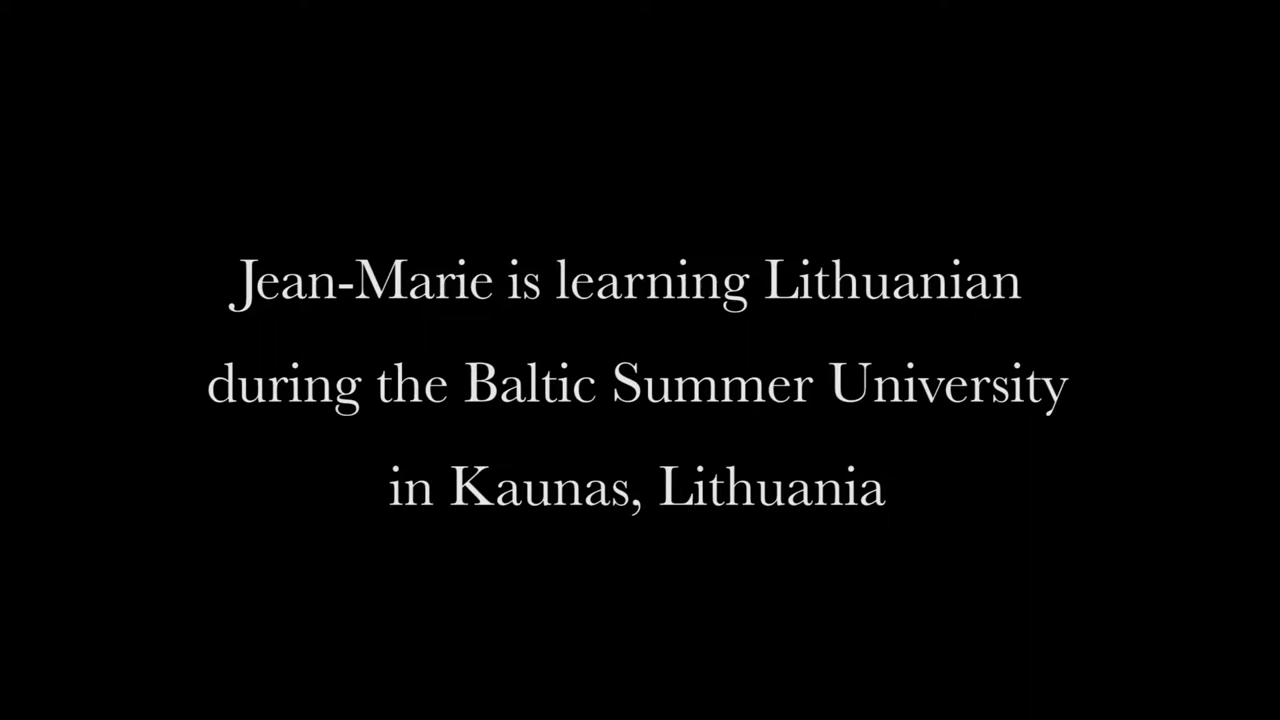 Jean-Marie is learning Lithuanian
during the Baltic Summer University
in Kaunas, Lithuania